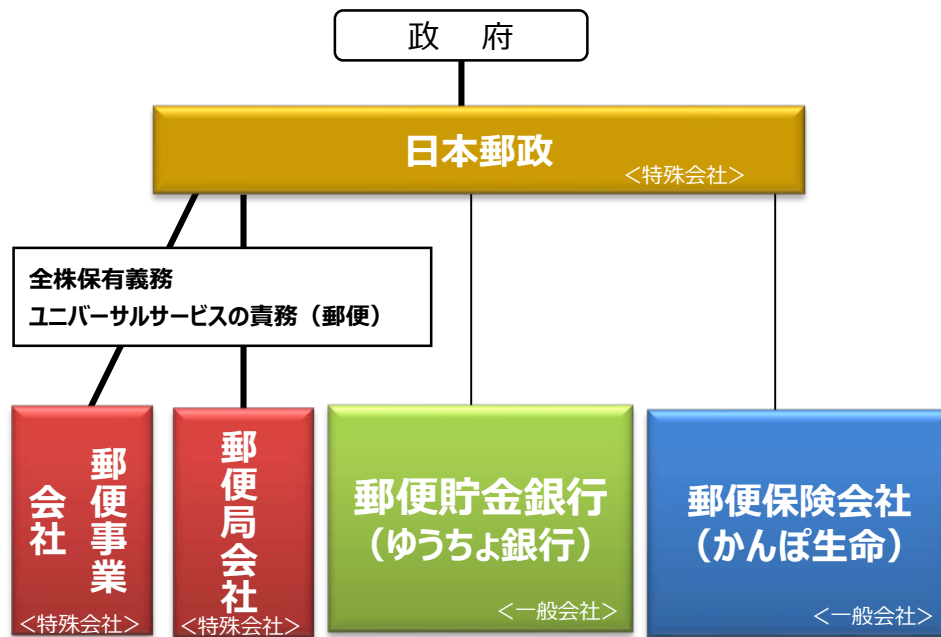 政　府
日本郵政
＜特殊会社＞
全株保有義務
ユニバーサルサービスの責務（郵便）
郵便事業
会社
＜特殊会社＞
郵便局会社
＜特殊会社＞
郵便貯金銀行
（ゆうちょ銀行）
＜一般会社＞
郵便保険会社
（かんぽ生命）
＜一般会社＞